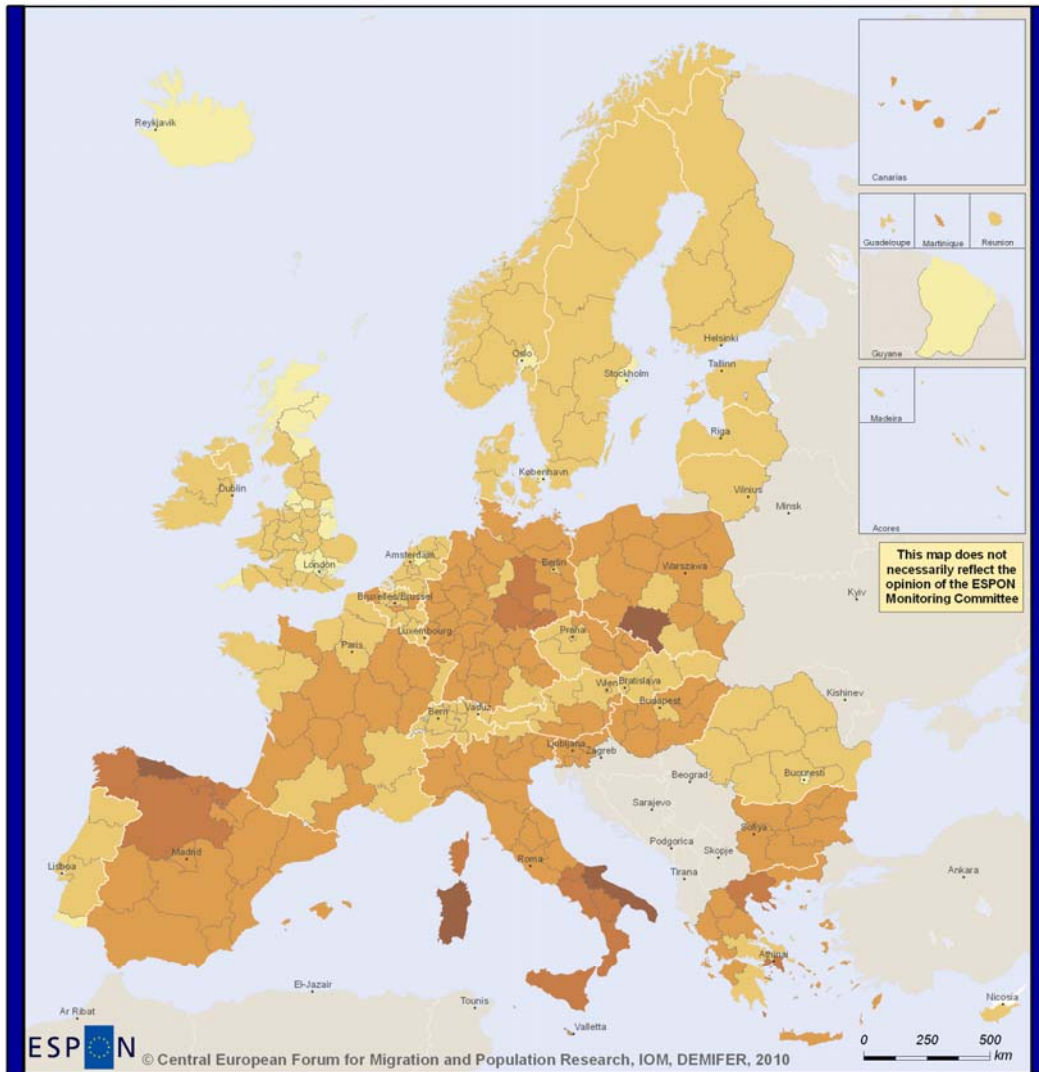 Reykjavik
Canarias
Guadeloupe
Martinique
Reunion
Guyane
Madeira
Acores
Helsinki
Oslo
Tallinn
Stockholm
Riga
København
Vilnius
Dublin
Minsk
London
Amsterdam
Berlin
Warszawa
This map does not
necessarily reflect the
opinion of the ESPON
Monitoring Committee
Bruxelles/Brussel
Kyiv
Luxembourg
Praha
Paris
Wien
Bratislava
Kishinev
Bern
Vaduz
Budapest
Ljubljana
Zagreb
Beograd
Bucuresti
Sarajevo
Sofiya
Podgorica
Skopje
Madrid
Roma
Lisboa
Tirana
Ankara
Athinai
El-Jazair
Tounis
Nicosia
Ar Ribat
Valletta
ESPON
© Central European Forum for Migration and Population Research, IOM, DEMIFER, 2010
0 250 500
km